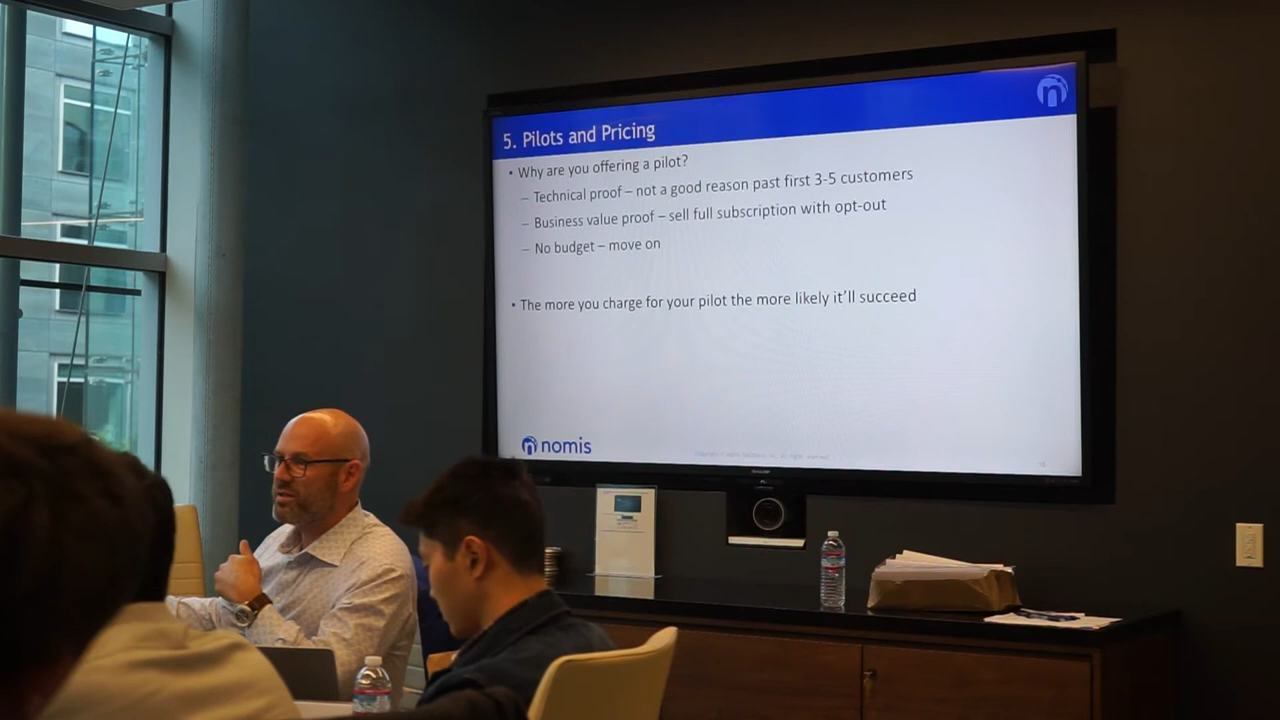 5. Pilots and Pricing
• Why are you offering a pilot?
– Technical proof – not a good reason past first 3-5 customers
– Business value proof – sell full subscription with opt-out
– No budget – move on
• The more you charge for your pilot the more likely it'll succeed
nomis